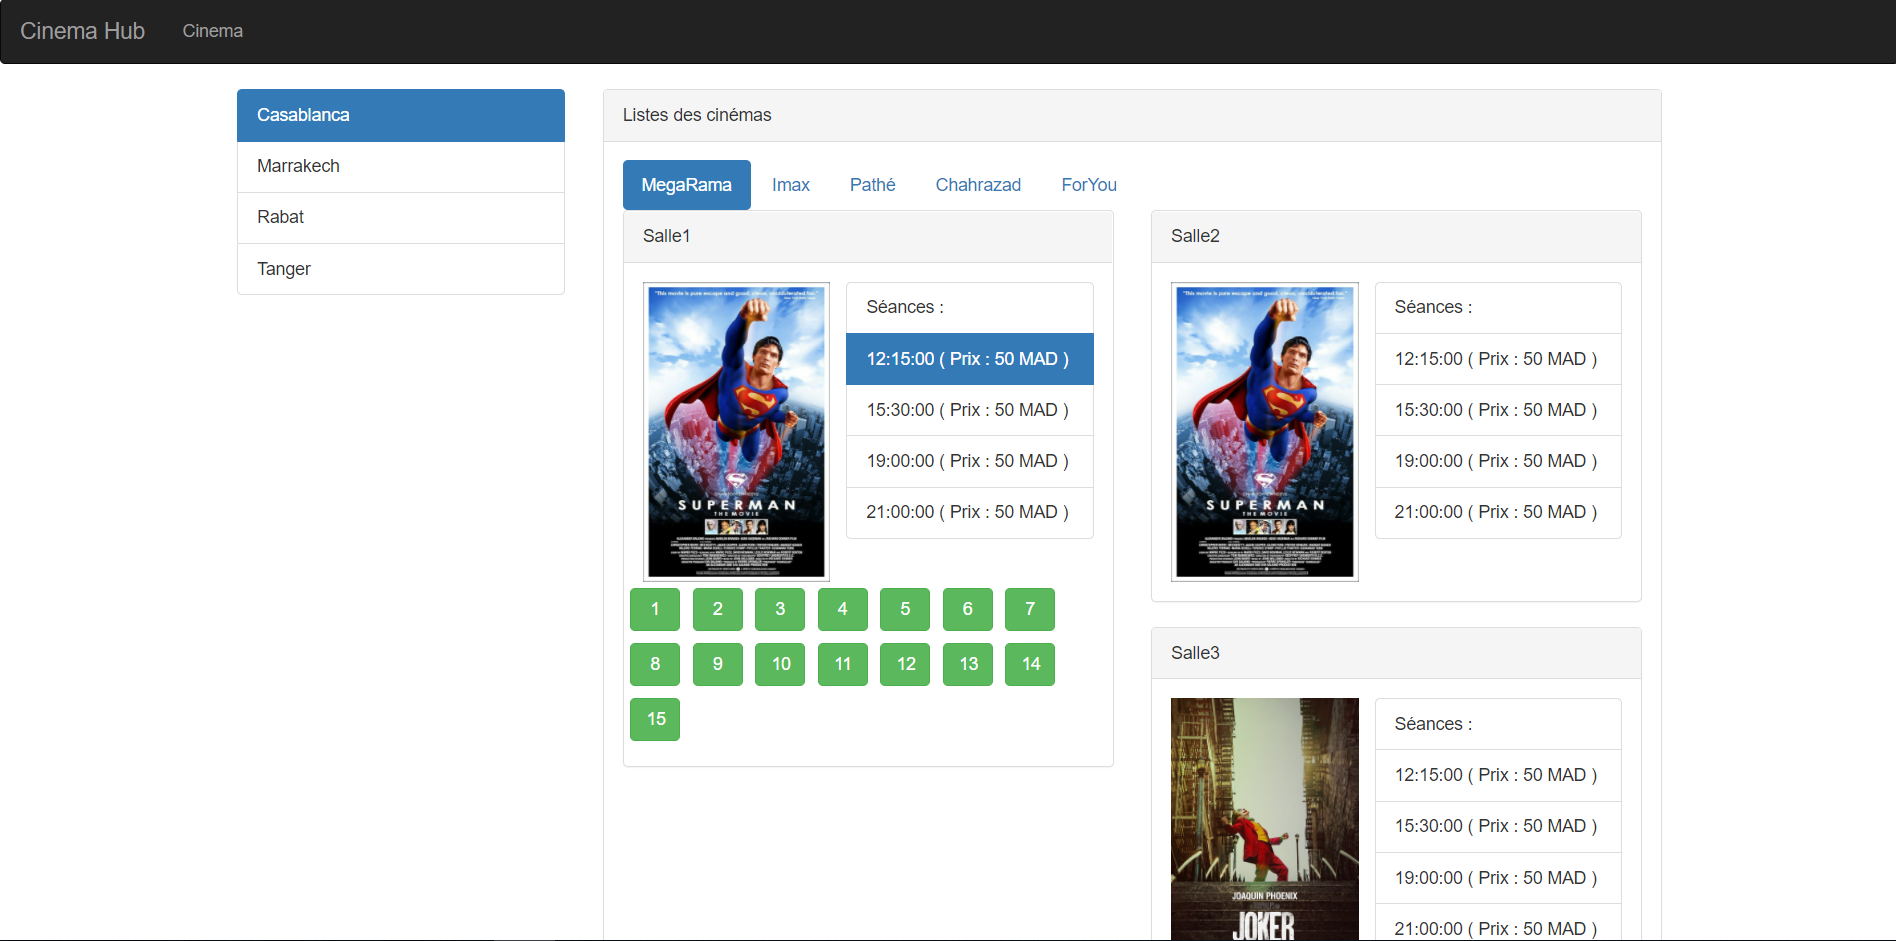 Cinema Hub
Cinema
Casablanca
Marrakech
Rabat
Tanger
Listes des cinémas
MegaRama
Imax
Pathé
Chahrazad
ForYou
Salle1
SUPERMAN
THE MOVIE
Séances :
12:15:00 ( Prix : 50 MAD )
15:30:00 ( Prix : 50 MAD )
19:00:00 ( Prix : 50 MAD )
21:00:00 ( Prix : 50 MAD )
1 2 3 4 5 6 7
8 9 10 11 12 13 14
15
Salle2
SUPERMAN
THE MOVIE
Séances :
12:15:00 ( Prix : 50 MAD )
15:30:00 ( Prix : 50 MAD )
19:00:00 ( Prix : 50 MAD )
21:00:00 ( Prix : 50 MAD )
Salle3
JOAQUIN PHOENIX
JOKER
Séances :
12:15:00 ( Prix : 50 MAD )
15:30:00 ( Prix : 50 MAD )
19:00:00 ( Prix : 50 MAD )
21:00:00 ( Prix : 50 MAD )